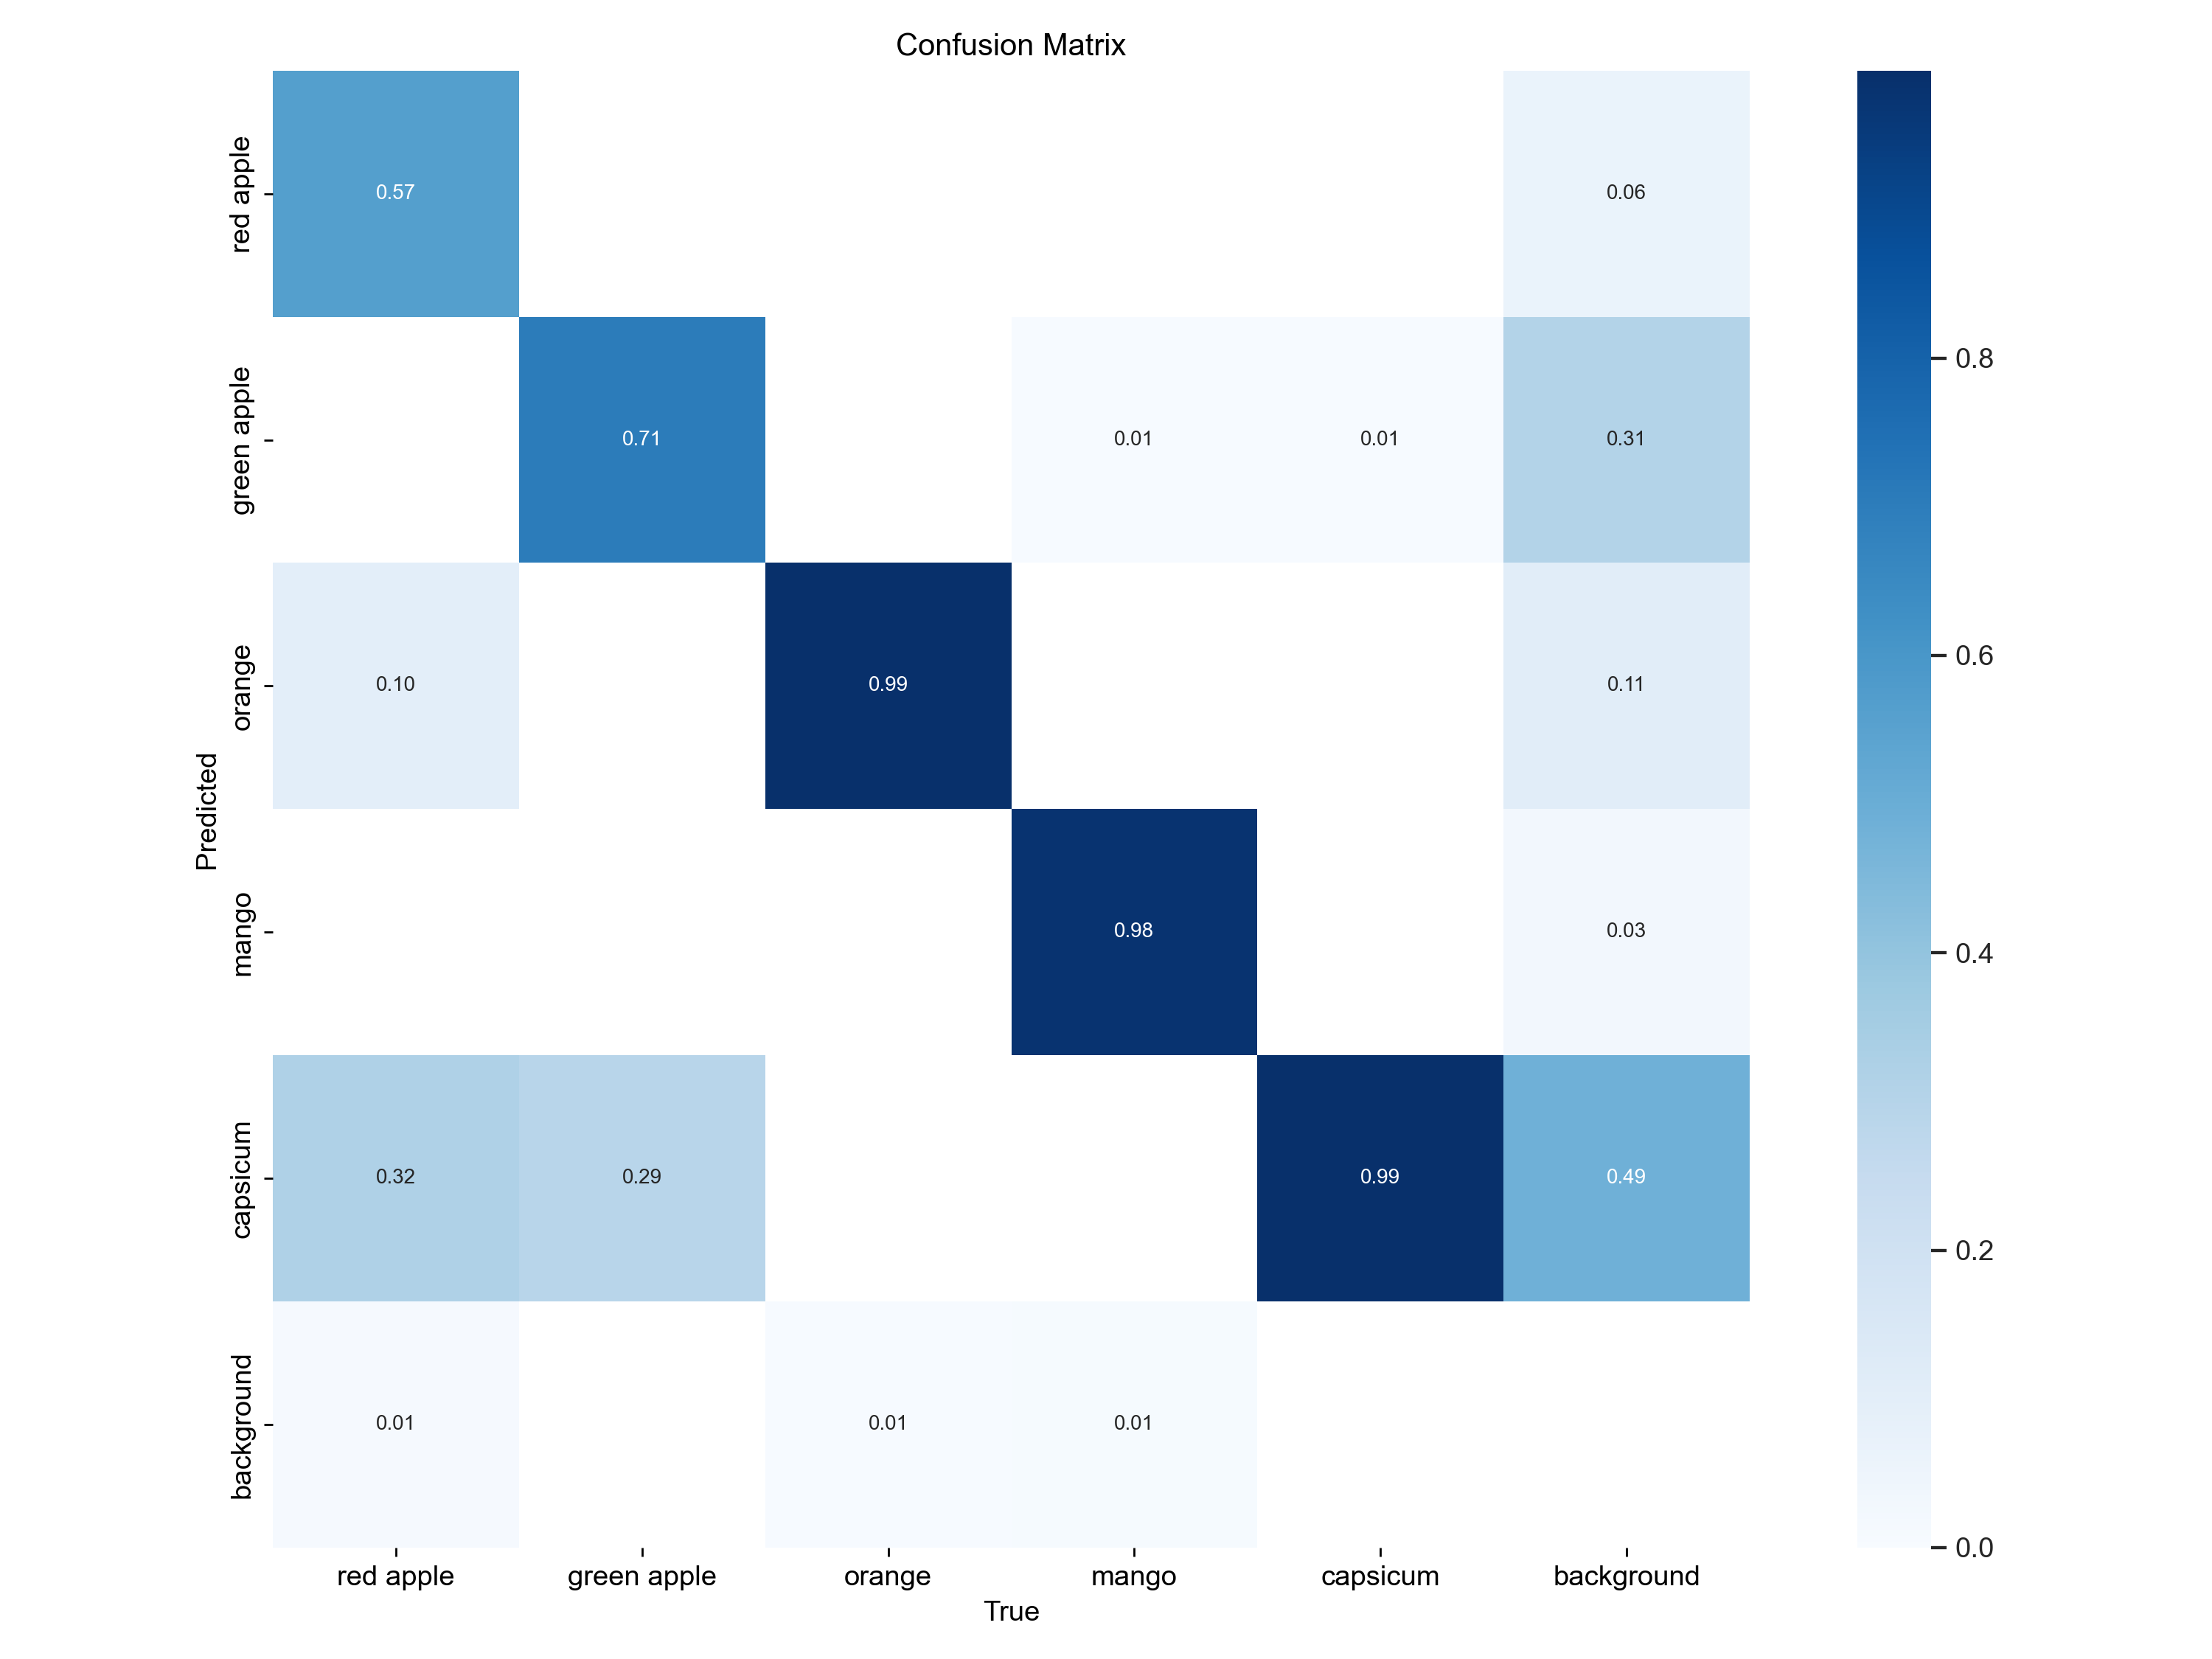 Confusion Matrix
red apple
0.57
0.06
green apple
0.71
0.01
0.01
0.31
0.8
orange
0.10
0.99
0.11
0.6
Predicted
mango
0.98
0.03
0.4
capsicum
0.32
0.29
0.99
0.49
0.2
background
0.01
0.01
0.01
0.0
red apple
green apple
orange
mango
capsicum
background
True